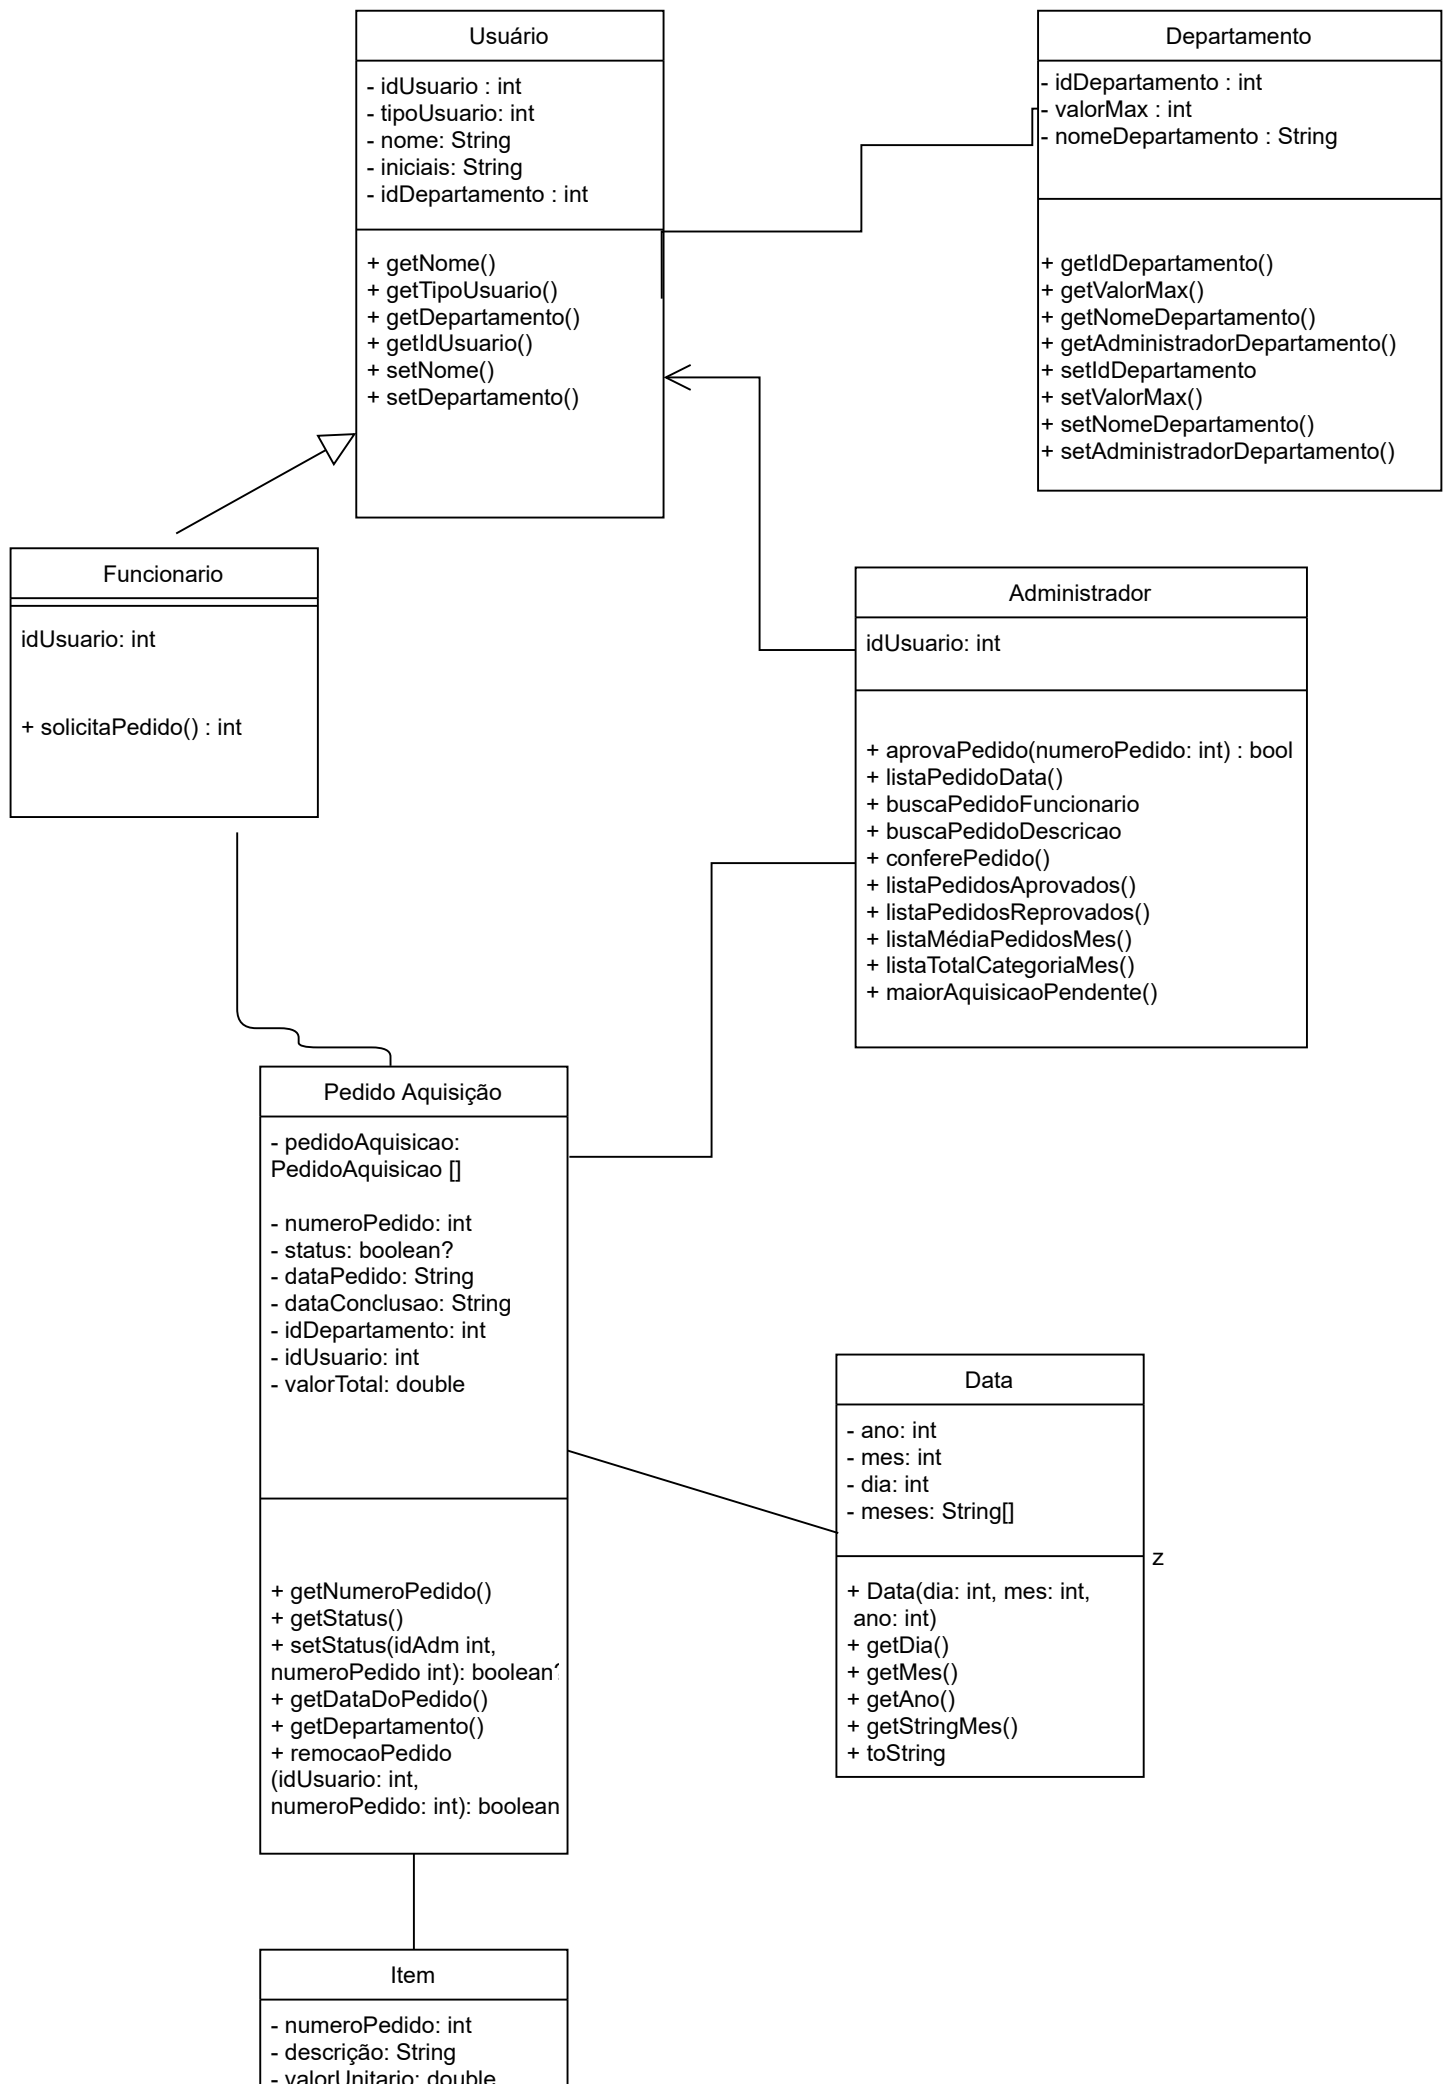 Usuário
- idUsuario : int
- tipoUsuario: int
- nome: String
- iniciais: String
- idDepartamento : int
+ getNome()
+ getTipoUsuario()
+ getDepartamento()
+ getIdUsuario()
+ setNome()
+ setDepartamento()
Departamento
- idDepartamento : int
- valorMax : int
- nomeDepartamento : String
+ getIdDepartamento()
+ getValorMax()
+ getNomeDepartamento()
+ getAdministradorDepartamento()
+ setIdDepartamento
+ setValorMax()
+ setNomeDepartamento()
+ setAdministradorDepartamento()
Funcionario
idUsuario: int
+ solicitaPedido() : int
Administrador
idUsuario: int
+ aprovaPedido(numeroPedido: int) : bool
+ listaPedidoData()
+ buscaPedidoFuncionario
+ buscaPedidoDescricao
+ conferePedido()
+ listaPedidosAprovados()
+ listaPedidosReprovados()
+ listaMédiaPedidosMes()
+ listaTotalCategoriaMes()
+ maiorAquisicaoPendente()
Pedido Aquisição
- pedidoAquisicao:
PedidoAquisicao []
- numeroPedido: int
- status: boolean?
- dataPedido: String
- dataConclusao: String
- idDepartamento: int
- idUsuario: int
- valorTotal: double
+ getNumeroPedido()
+ getStatus()
+ setStatus(idAdm int,
numeroPedido int): boolean?
+ getDataDoPedido()
+ getDepartamento()
+ remocaoPedido
(idUsuario: int,
numeroPedido: int): boolean
Data
- ano: int
- mes: int
- dia: int
- meses: String[]
z
+ Data(dia: int, mes: int,
ano: int)
+ getDia()
+ getMes()
+ getAno()
+ getStringMes()
+ toString
Item
- numeroPedido: int
- descrição: String
- valorUnitario: double